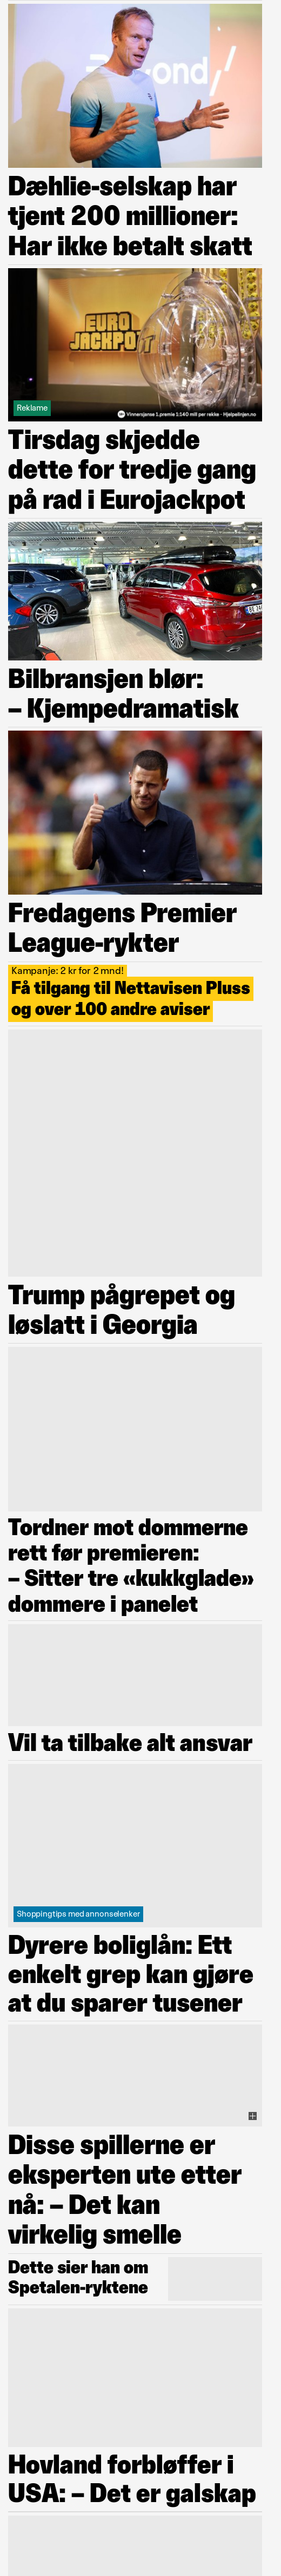 Dæhlie-selskap har
tjent 200 millioner:
Har ikke betalt skatt
EURO
JACKPOT
Reklame
Vinnersjanse 1.premie 1:140 mill per rekke - Hjelpelinjen.no
Tirsdag skjedde
dette for tredje gang
på rad i Eurojackpot
Bilbransjen blør:
– Kjempedramatisk
Fredagens Premier
League-rykter
Kampanje: 2 kr for 2 mnd!
Få tilgang til Nettavisen Pluss
og over 100 andre aviser
Trump pågrepet og
løslatt i Georgia
Tordner mot dommerne
rett før premieren:
– Sitter tre «kukkglade»
dommere i panelet
Vil ta tilbake alt ansvar
Shoppingtips med annonselenker
Dyrere boliglån: Ett
enkelt grep kan gjøre
at du sparer tusener
Disse spillerne er
eksperten ute etter
nå: – Det kan
virkelig smelle
Dette sier han om
Spetalen-ryktene
Hovland forbløffer i
USA: – Det er galskap